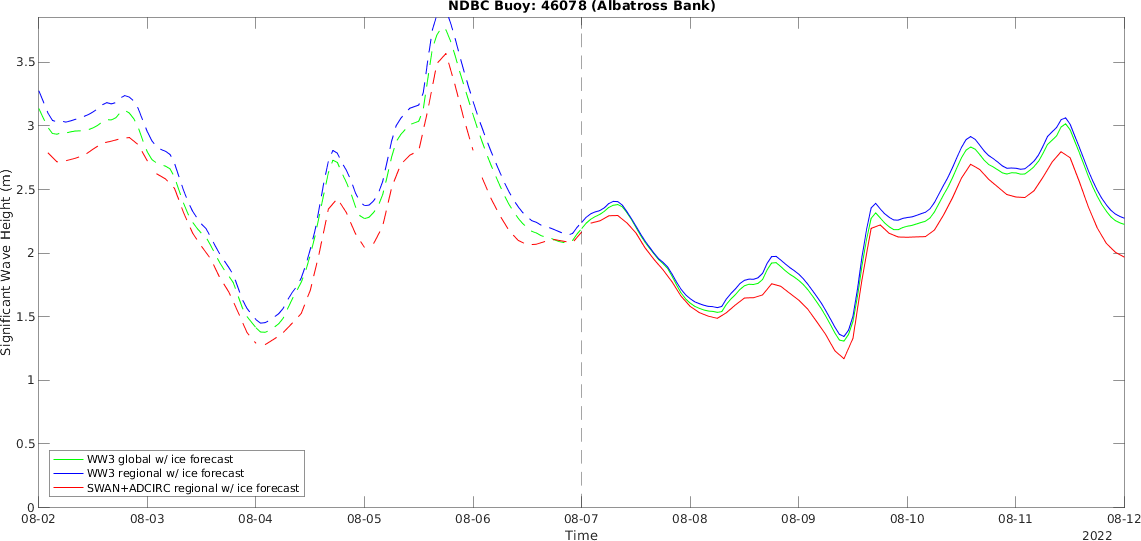 NDBC Buoy: 46078 (Albatross Bank)
Significant Wave Height (m)
3.5
3
2.5
2
1.5
1
0.5
0
WW3 global w/ ice forecast
WW3 regional w/ ice forecast
SWAN+ADCIRC regional w/ ice forecast
08-02 08-03 08-04 08-05 08-06 08-07 08-08 08-09 08-10 08-11 08-12
Time
2022